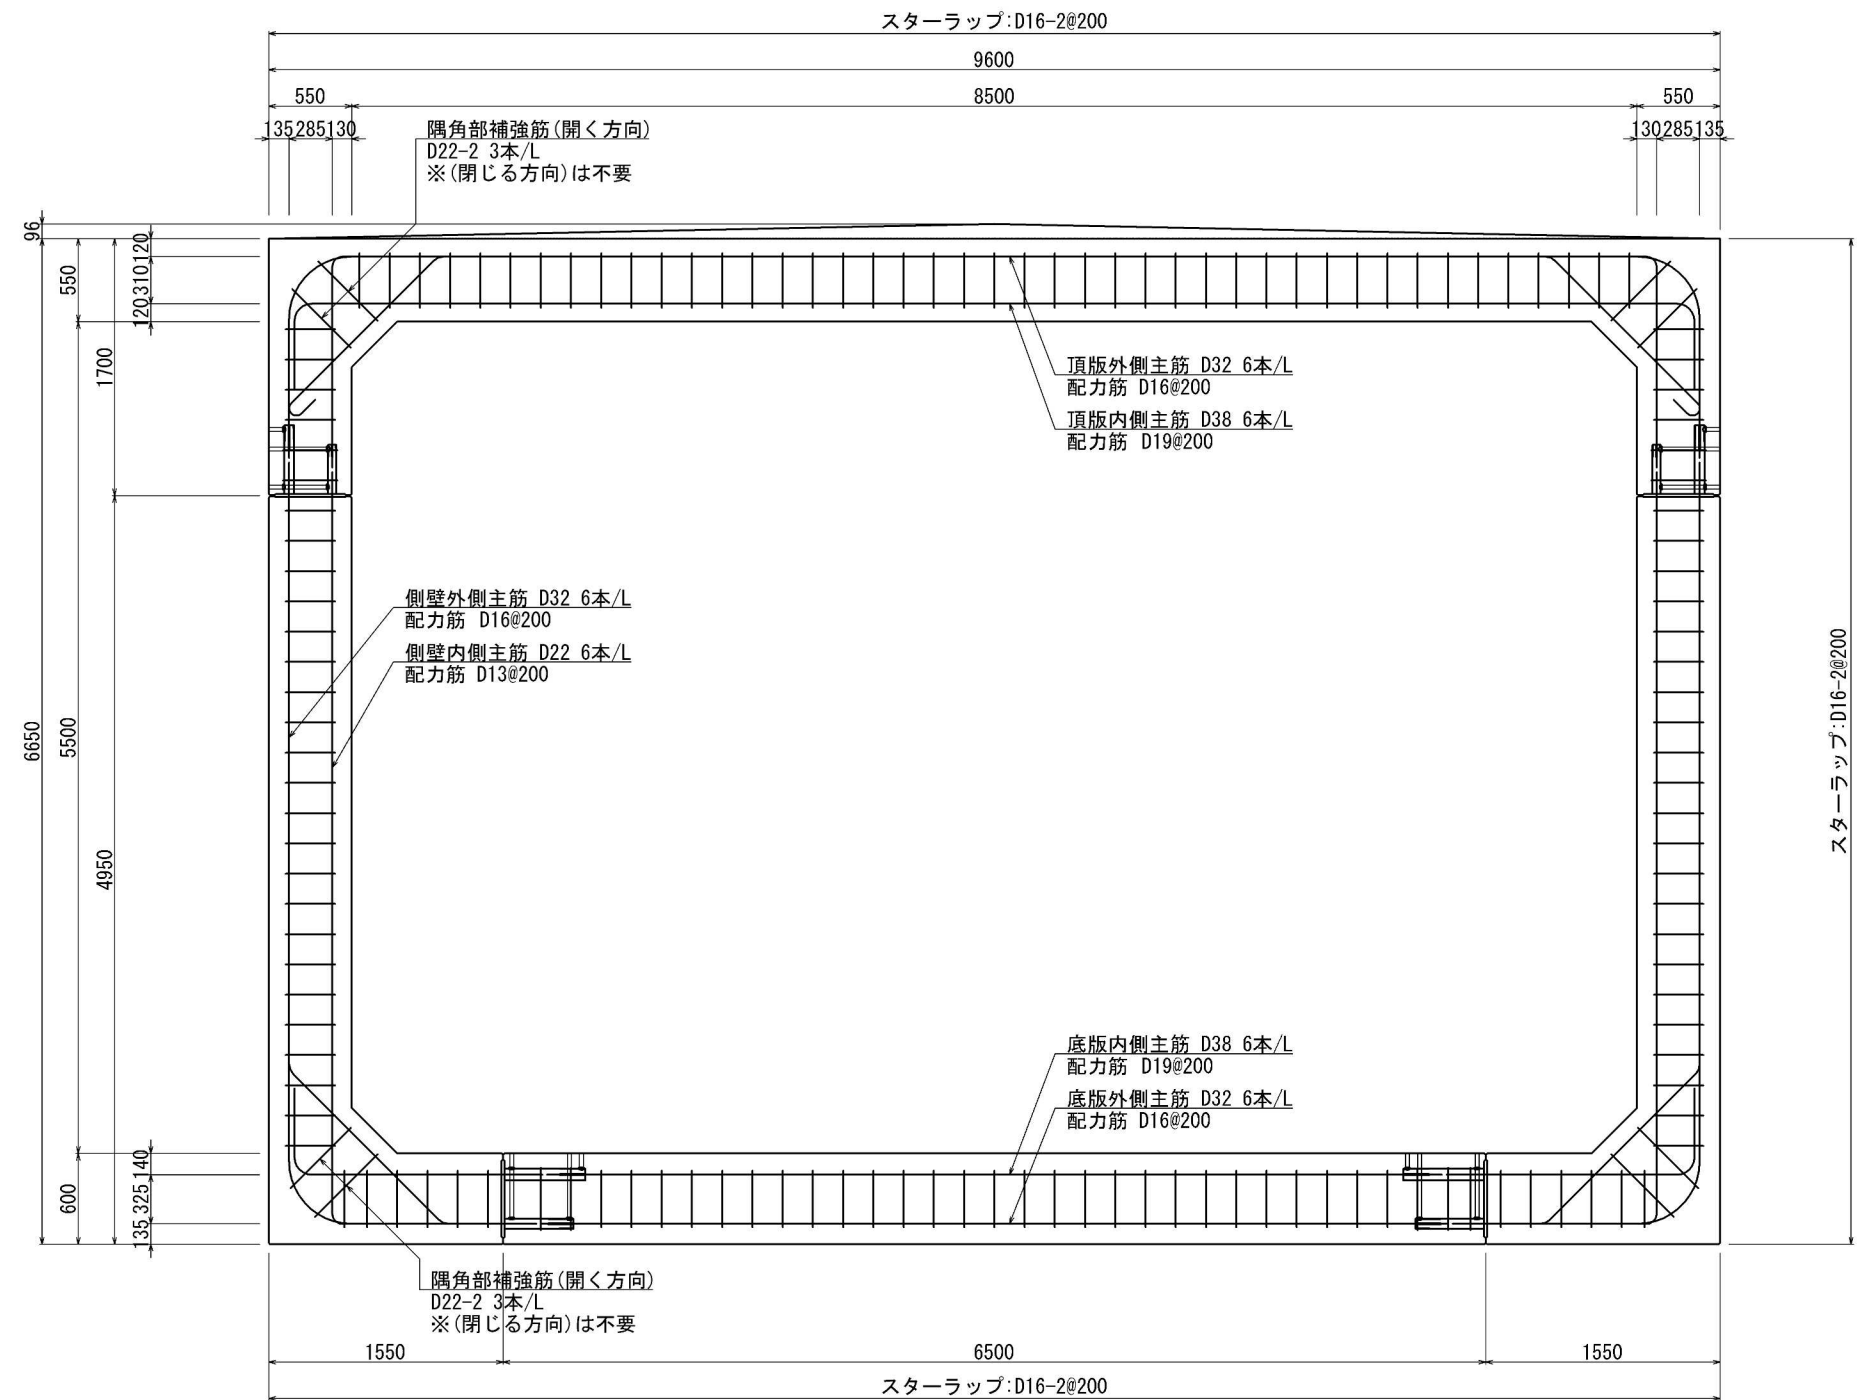 スターラップ:D16-2@200
9600
550
8500
550
135
285
130
130
285
135
隅角部補強筋(開く方向)
D22-2 3本/L
※(閉じる方向)は不要
96
120
310
120
550
1700
6650
5500
4950
頂版外側主筋 D32 6本/L
配力筋 D16@200
頂版内側主筋 D38 6本/L
配力筋 D19@200
側壁外側主筋 D32 6本/L
配力筋 D16@200
側壁内側主筋 D22 6本/L
配力筋 D13@200
スターラップ:D16-2@200
底版内側主筋 D38 6本/L
配力筋 D19@200
底版外側主筋 D32 6本/L
配力筋 D16@200
600
140
325
135
隅角部補強筋(開く方向)
D22-2 3本/L
※(閉じる方向)は不要
1550
6500
1550
スターラップ:D16-2@200